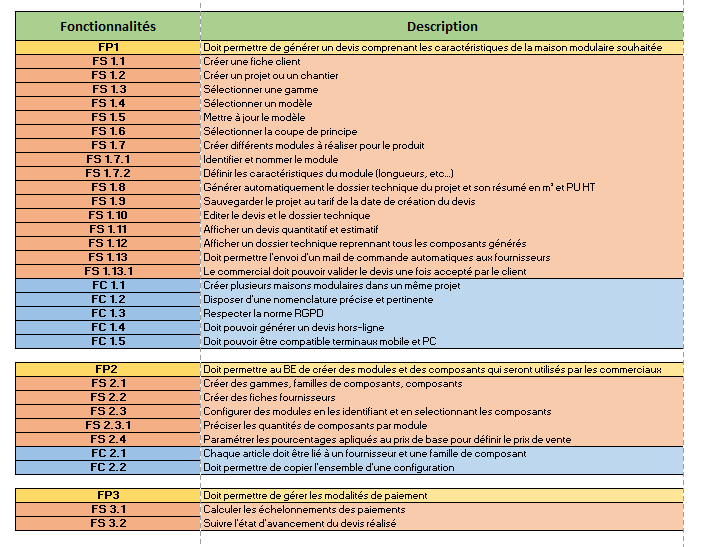 Fonctionnalités Description
FP1 Doit permettre de générer un devis comprenant les caractéristiques de la maison modulaire souhaitée
FS 1.1 Créer une fiche client
FS 1.2 Créer un projet ou un chantier
FS 1.3 Sélectionner une gamme
FS 1.4 Sélectionner un modèle
FS 1.5 Mettre à jour le modèle
FS 1.6 Sélectionner la coupe de principe
FS 1.7 Créer différents modules à réaliser pour le produit
FS 1.7.1 Identifier et nommer le module
FS 1.7.2 Définir les caractéristiques du module (longueurs, etc...)
FS 1.8 Générer automatiquement le dossier technique du projet et son résumé en m² et PU HT
FS 1.9 Sauvegarder le projet au tarif de la date de création du devis
FS 1.10 Editer le devis et le dossier technique
FS 1.11 Afficher un devis quantitatif et estimatif
FS 1.12 Afficher un dossier technique reprennant tous les composants générés
FS 1.13 Doit permettre l'envoi d'un mail de commande automatiques aux fournisseurs
FS 1.13.1 Le commercial doit pouvoir valider le devis une fois accepté par le client
FC 1.1 Créer plusieurs maisons modulaires dans un même projet
FC 1.2 Disposer d'une nomenclature précise et pertinente
FC 1.3 Respecter la norme RGPD
FC 1.4 Doit pouvoir générer un devis hors-ligne
FC 1.5 Doit pouvoir être compatible terminaux mobile et PC
FP2 Doit permettre au BE de créer des modules et des composants qui seront utilisés par les commerciaux
FS 2.1 Créer des gammes, familles de composants, composants
FS 2.2 Créer des fiches fournisseurs
FS 2.3 Configurer des modules en les identifiant et en selectionnant les composants
FS 2.3.1 Préciser les quantités de composants par module
FS 2.4 Paramétrer les pourcentages appliqués au prix de base pour définir le prix de vente
FC 2.1 Chaque article doit être lié à un fournisseur et une famille de composant
FC 2.2 Doit permettre de copier l'ensemble d'une configuration
FP3 Doit permettre de gérer les modalités de paiement
FS 3.1 Calculer les échelonnements des paiements
FS 3.2 Suivre l'état d'avancement du devis réalisé